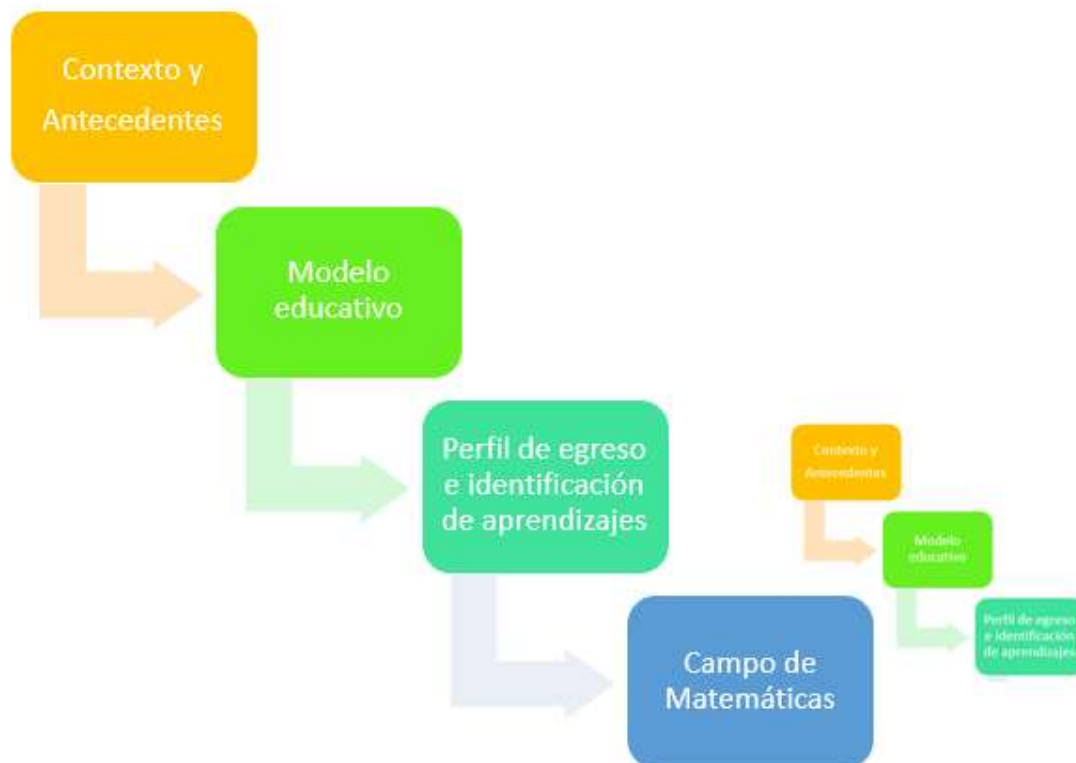 Contexto y
Antecedentes
Modelo
educativo
Perfil de egreso
e identificación
de aprendizajes
Campo de
Matemáticas
Contexto y
Antecedentes
Modelo
educativo
Perfil de egreso
e identificación
de aprendizajes